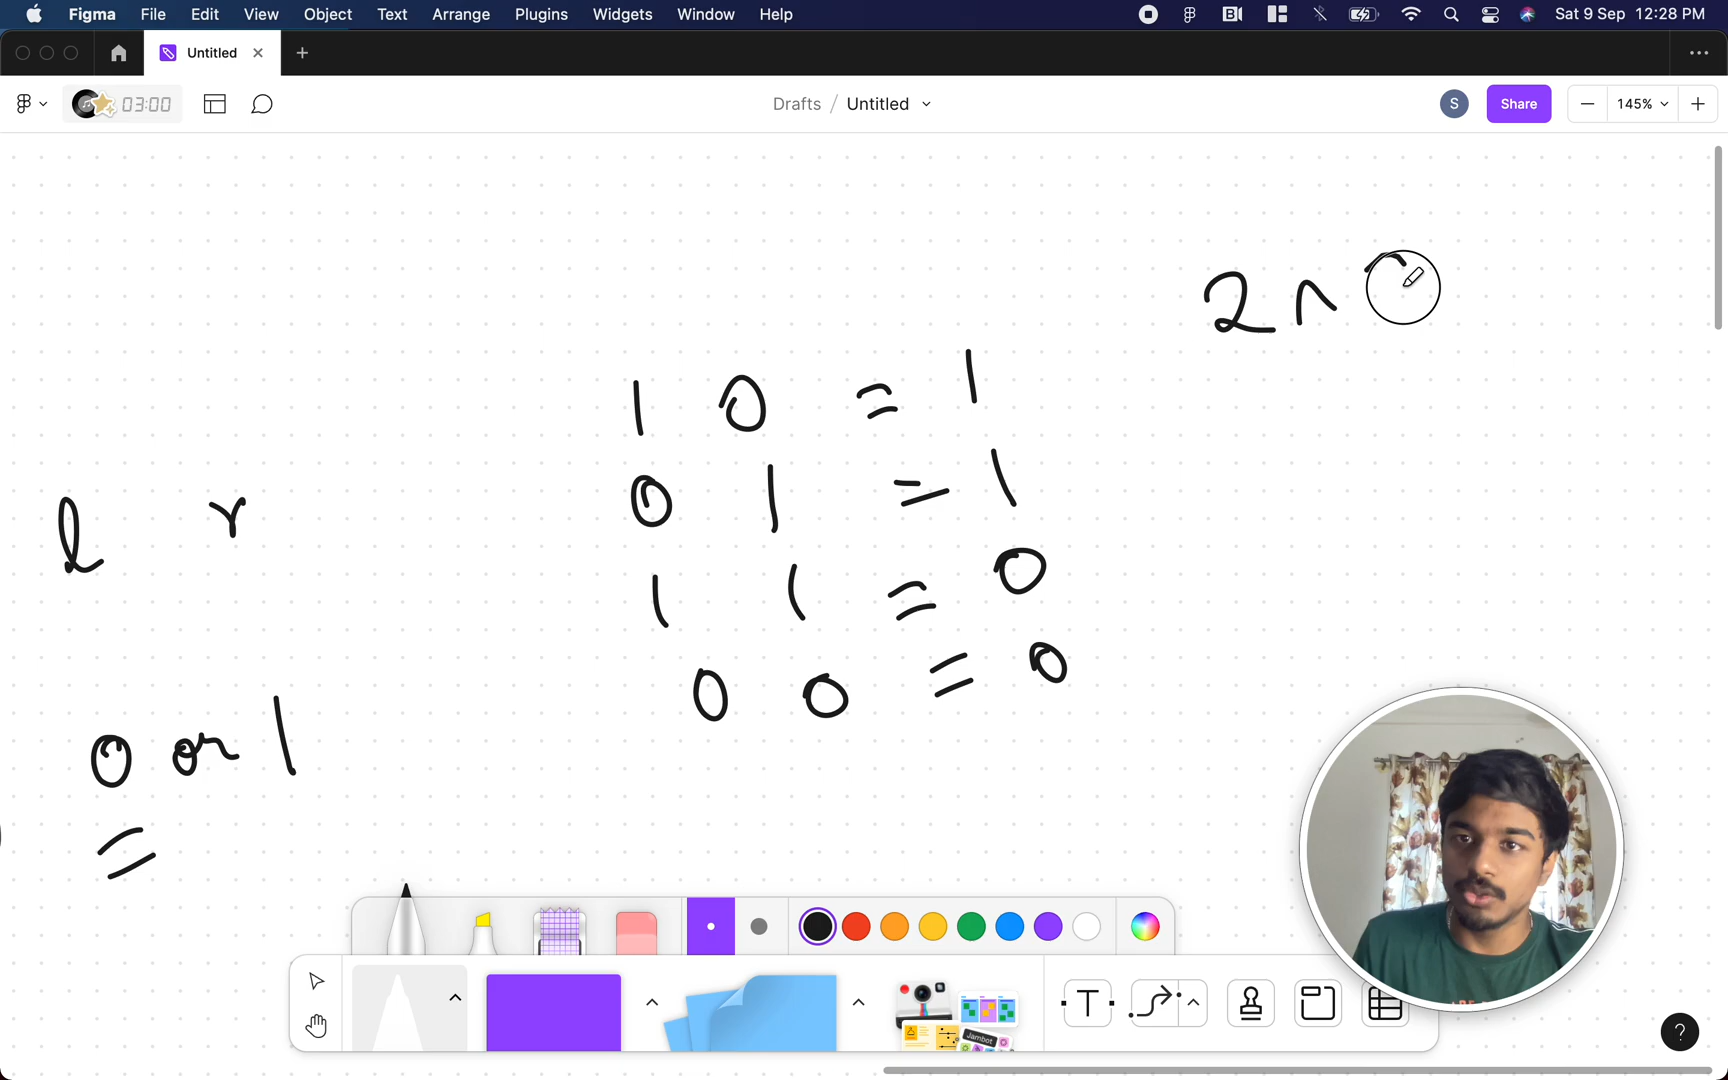 Figma File Edit View Object Text Arrange Plugins Widgets Window Help Sat 9 Sep 12:28 PM
Untitled
03:00 Drafts / Untitled S Share 145%
2 ^
1 0 = 1
0 1 = 1
l r
1 1 = 0
0 0 = 0
0 or 1
=
T
Jambot
?